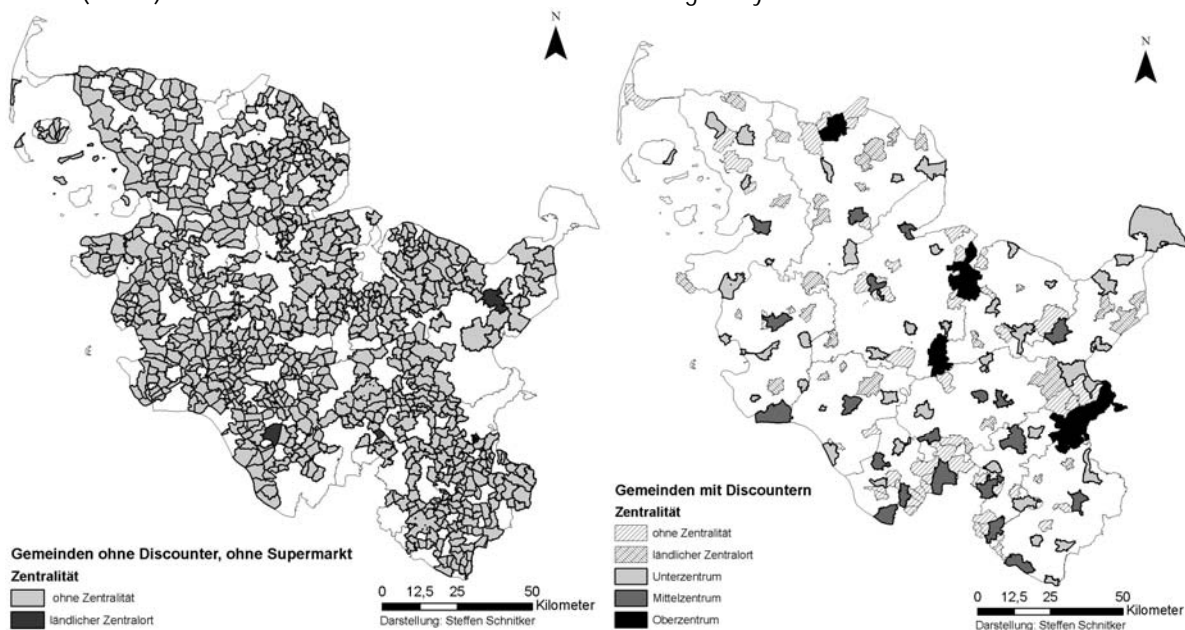 N
Gemeinden ohne Discounter, ohne Supermarkt
Zentralität
ohne Zentralität
ländlicher Zentralort
0 12,5 25 50
Kilometer
Darstellung: Steffen Schnitker
N
Gemeinden mit Discountern
Zentralität
ohne Zentralität
ländlicher Zentralort
Unterzentrum
Mittelzentrum
Oberzentrum
0 12,5 25 50
Kilometer
Darstellung: Steffen Schnitker